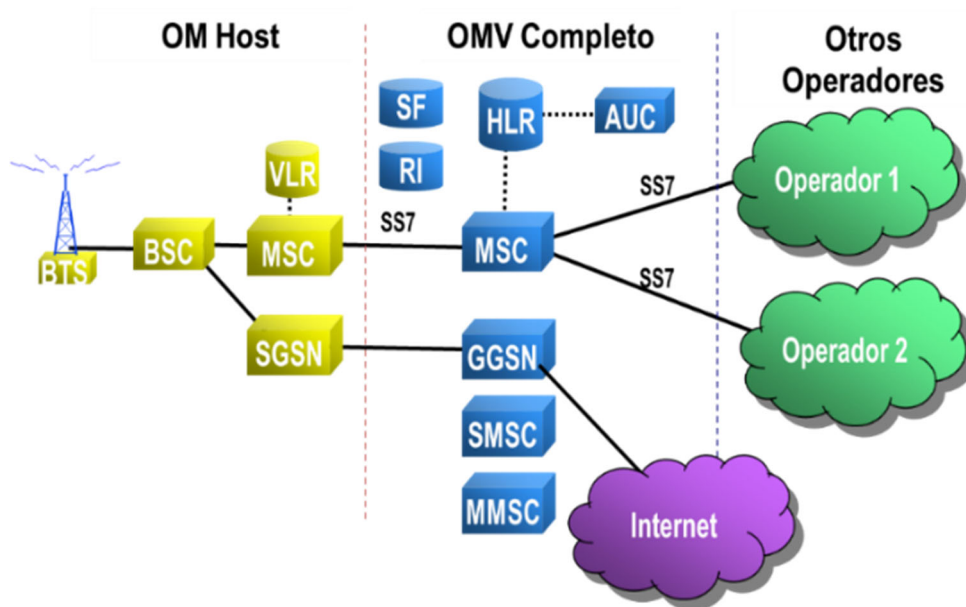 OM Host
OMV Completo
Otros
Operadores
SF
HLR
AUC
RI
VLR
Operador 1
SS7
SS7
BTS
BSC
MSC
MSC
SS7
SGSN
GGSN
Operador 2
SMSC
MMSC
Internet